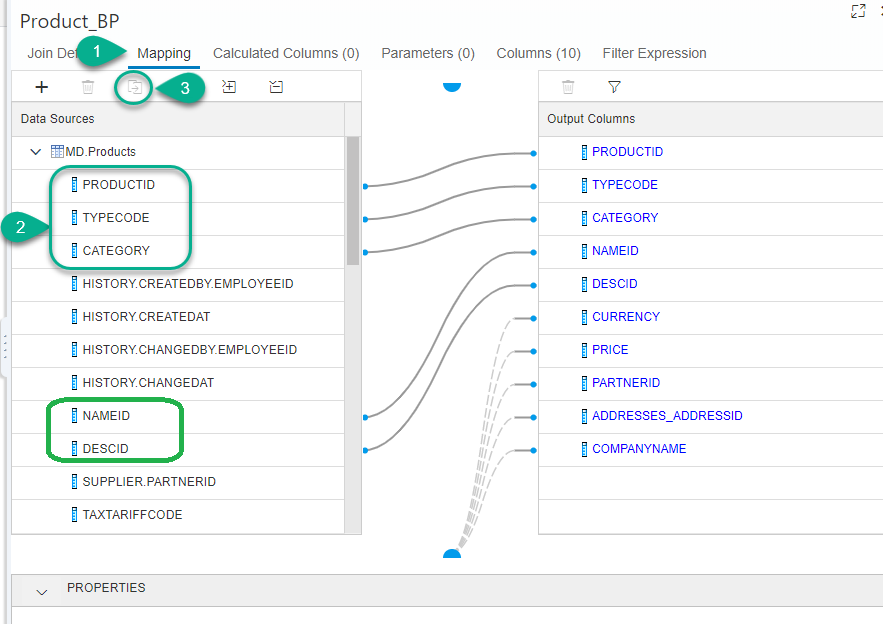 Product_BP
Join De 1 Mapping Calculated Columns (0) Parameters (0) Columns (10) Filter Expression
3
Data Sources
MD.Products
PRODUCTID
TYPECODE
2
CATEGORY
HISTORY.CREATEDBY.EMPLOYEEID
HISTORY.CREATEDAT
HISTORY.CHANGEDBY.EMPLOYEEID
HISTORY.CHANGEDAT
NAMEID
DESCID
SUPPLIER.PARTNERID
TAXTARIFFCODE
Output Columns
PRODUCTID
TYPECODE
CATEGORY
NAMEID
DESCID
CURRENCY
PRICE
PARTNERID
ADDRESSES_ADDRESSID
COMPANYNAME
PROPERTIES